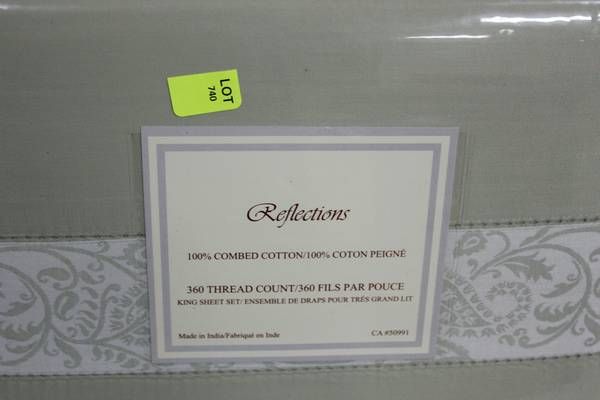 LOT
740
Reflections
100% COMBED COTTON/100% COTON PEIGNÉ
360 THREAD COUNT/360 FILS PAR POUCE
KING SHEET SET/ ENSEMBLE DE DRAPS POUR TRÉS GRAND LIT
Made in India/Fabriqué en Inde CA #50991